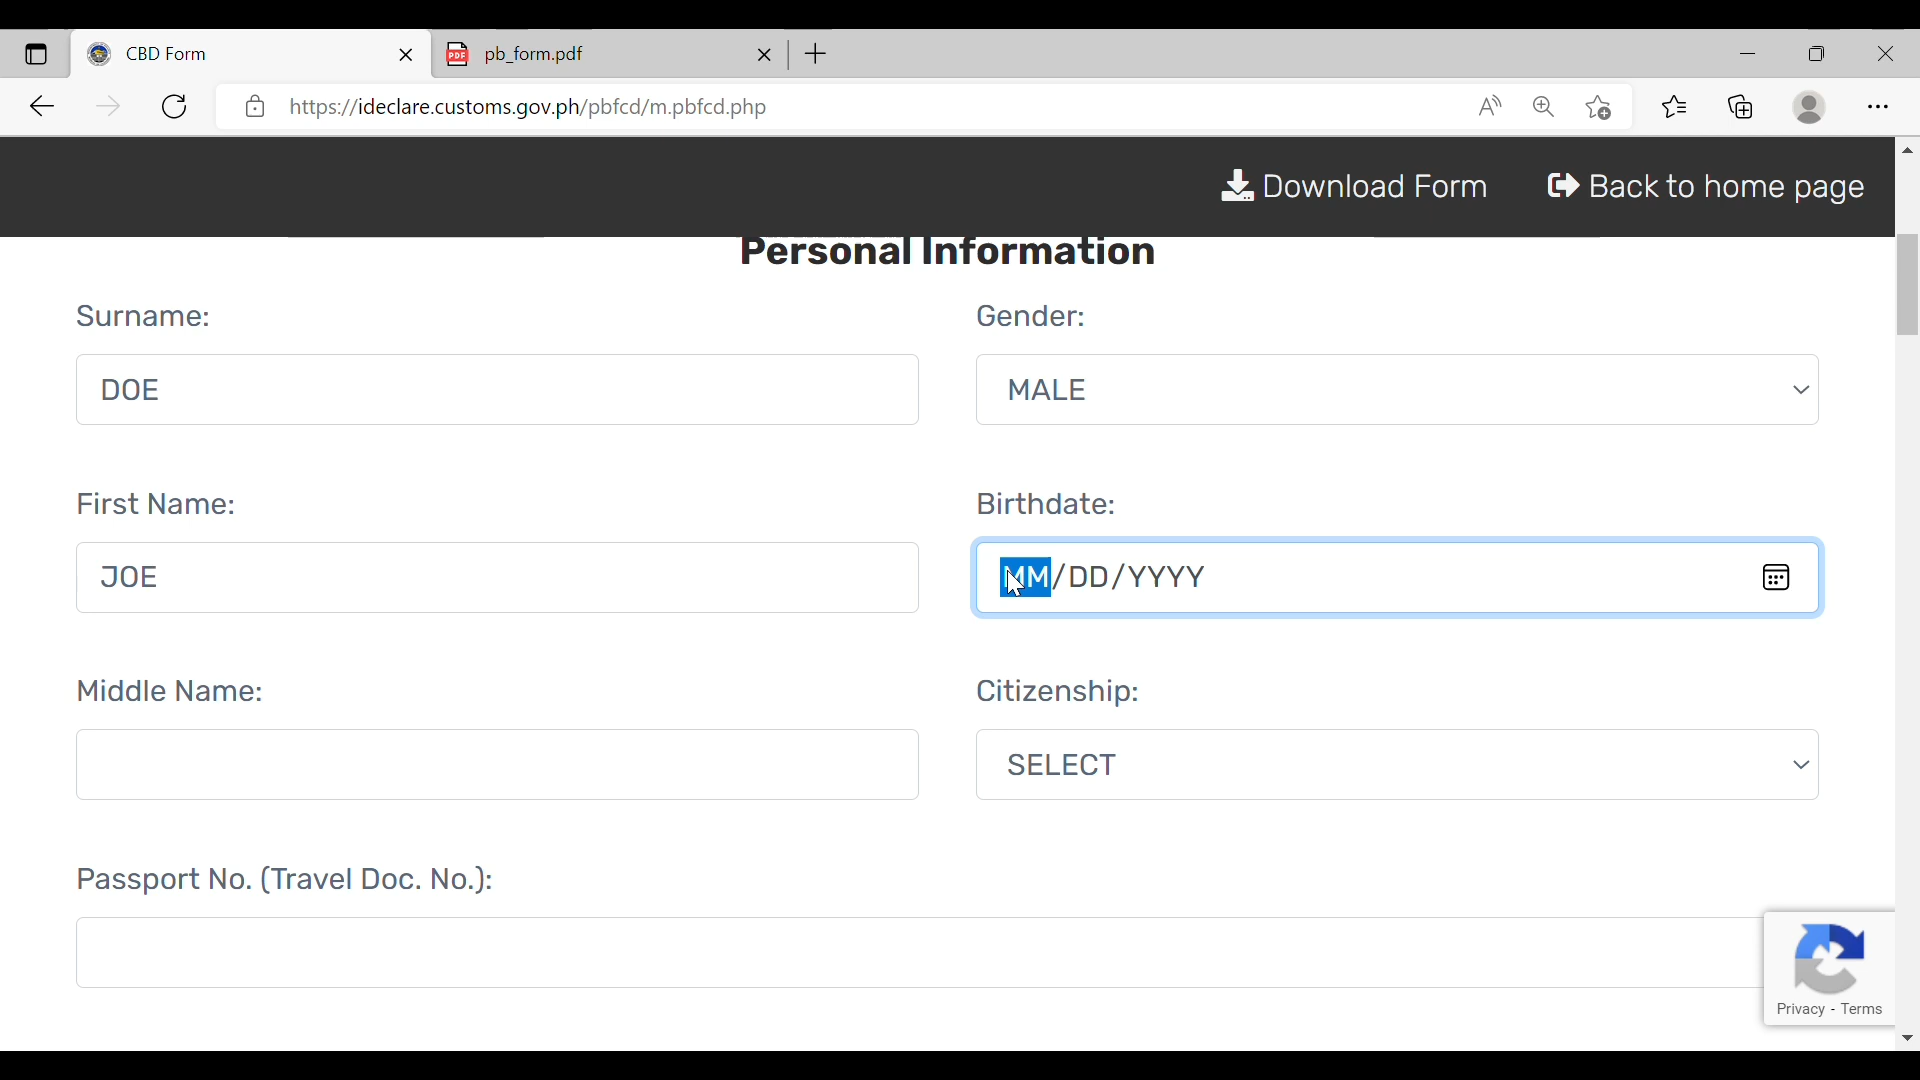 CBD Form
PDF pb_form.pdf
https://ideclare.customs.gov.ph/pbfcd/m.pbfcd.php
Download Form
Back to home page
Personal Information
Surname:
Gender:
DOE
MALE
First Name:
Birthdate:
JOE
MM/DD/YYYY
Middle Name:
Citizenship:
SELECT
Passport No. (Travel Doc. No.):
Privacy - Terms